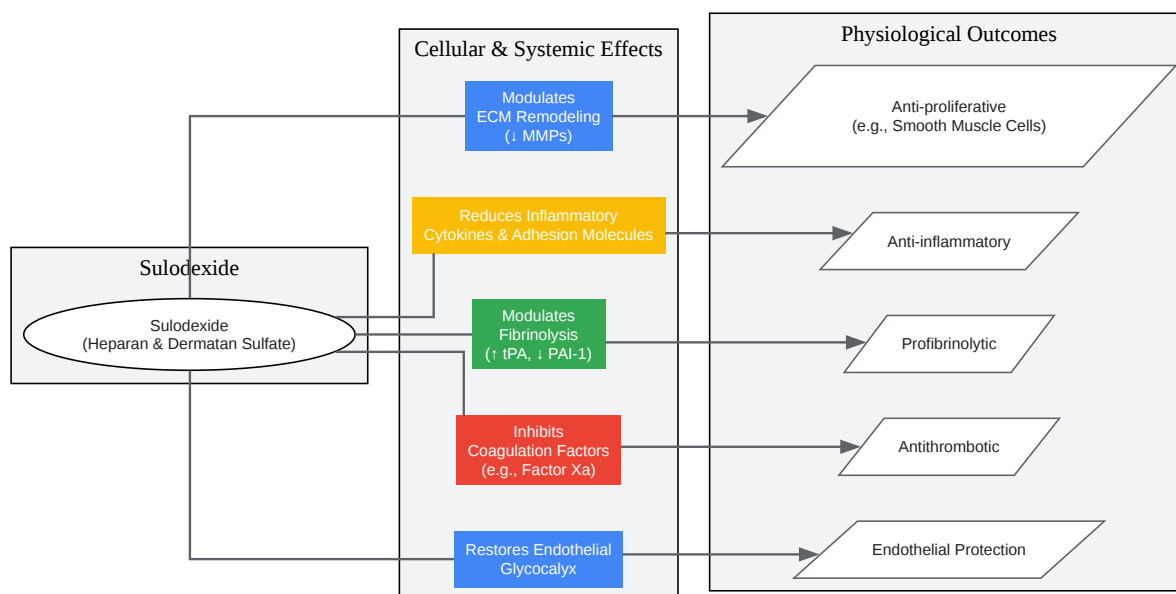 Sulodexide
Sulodexide
(Heparan & Dermatan Sulfate)
Cellular & Systemic Effects
Modulates
ECM Remodeling
(↓ MMPs)
Reduces Inflammatory
Cytokines & Adhesion Molecules
Modulates
Fibrinolysis
(↑ tPA, ↓ PAI-1)
Inhibits
Coagulation Factors
(e.g., Factor Xa)
Restores Endothelial
Glycocalyx
Physiological Outcomes
Anti-proliferative
(e.g., Smooth Muscle Cells)
Anti-inflammatory
Profibrinolytic
Antithrombotic
Endothelial Protection